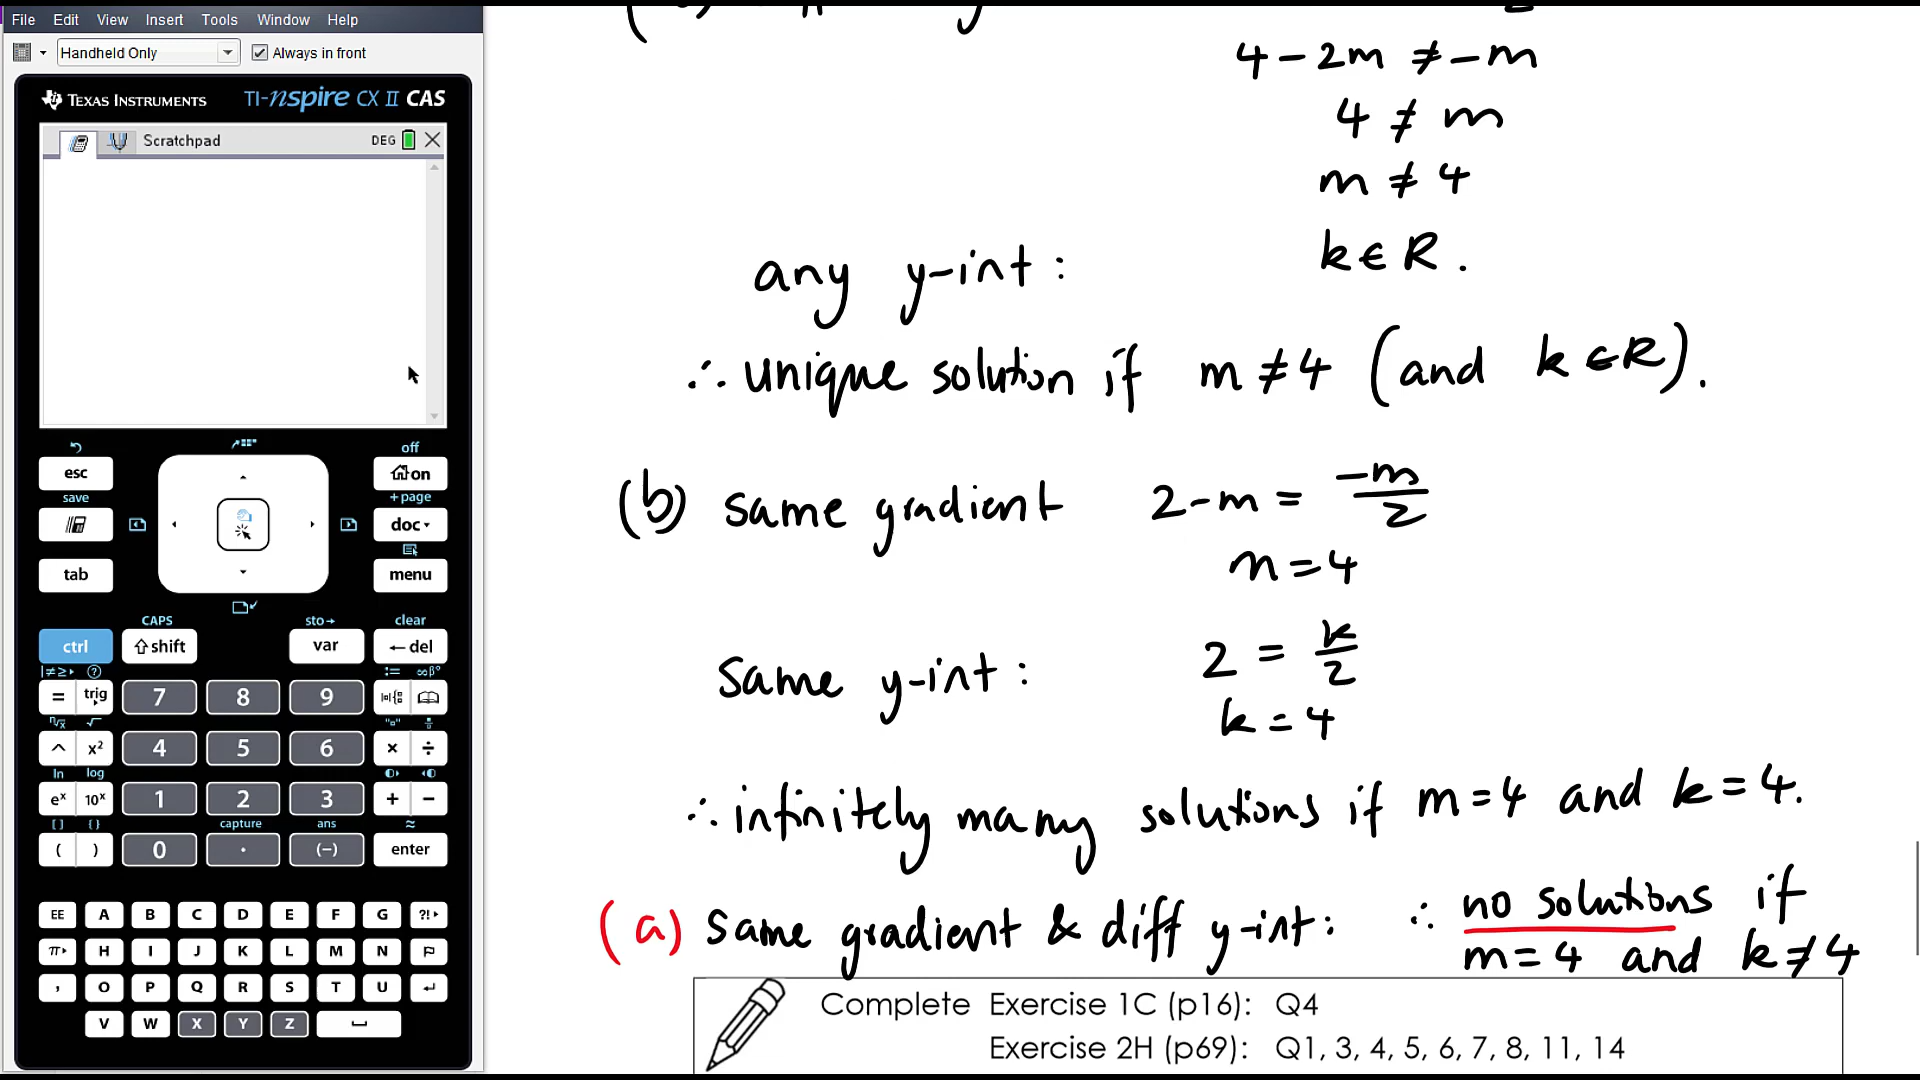 File Edit View Insert Tools Window Help
Handheld Only
Always in front
TEXAS INSTRUMENTS TI-nspire CX II CAS
Scratchpad DEG
esc
save
tab
off
on
+ page
doc
menu
CAPS
sto→
clear
ctrl
shift
var
← del
|≠≥▸ ? := ∞β°
= trig 7 8 9
ⁿ√x √
^ x² 4 5 6 × ÷
ln log
eˣ 10ˣ 1 2 3 + −
[ ] { } capture ans ≈
( ) 0 . (−) enter
EE A B C D E F G ?!▸
π▸ H I J K L M N
, O P Q R S T U ↵
V W X Y Z
4 − 2m ≠ −m
4 ≠ m
m ≠ 4
any y-int : k ∈ R .
∴ unique solution if m ≠ 4 (and k ∈ R).
(b) same gradient 2 − m = −m/2
m = 4
same y-int : 2 = k/2
k = 4
∴ infinitely many solutions if m = 4 and k = 4.
(a) same gradient & diff y-int : ∴ no solutions if
m = 4 and k ≠ 4
Complete Exercise 1C (p16): Q4
Exercise 2H (p69): Q1, 3, 4, 5, 6, 7, 8, 11, 14